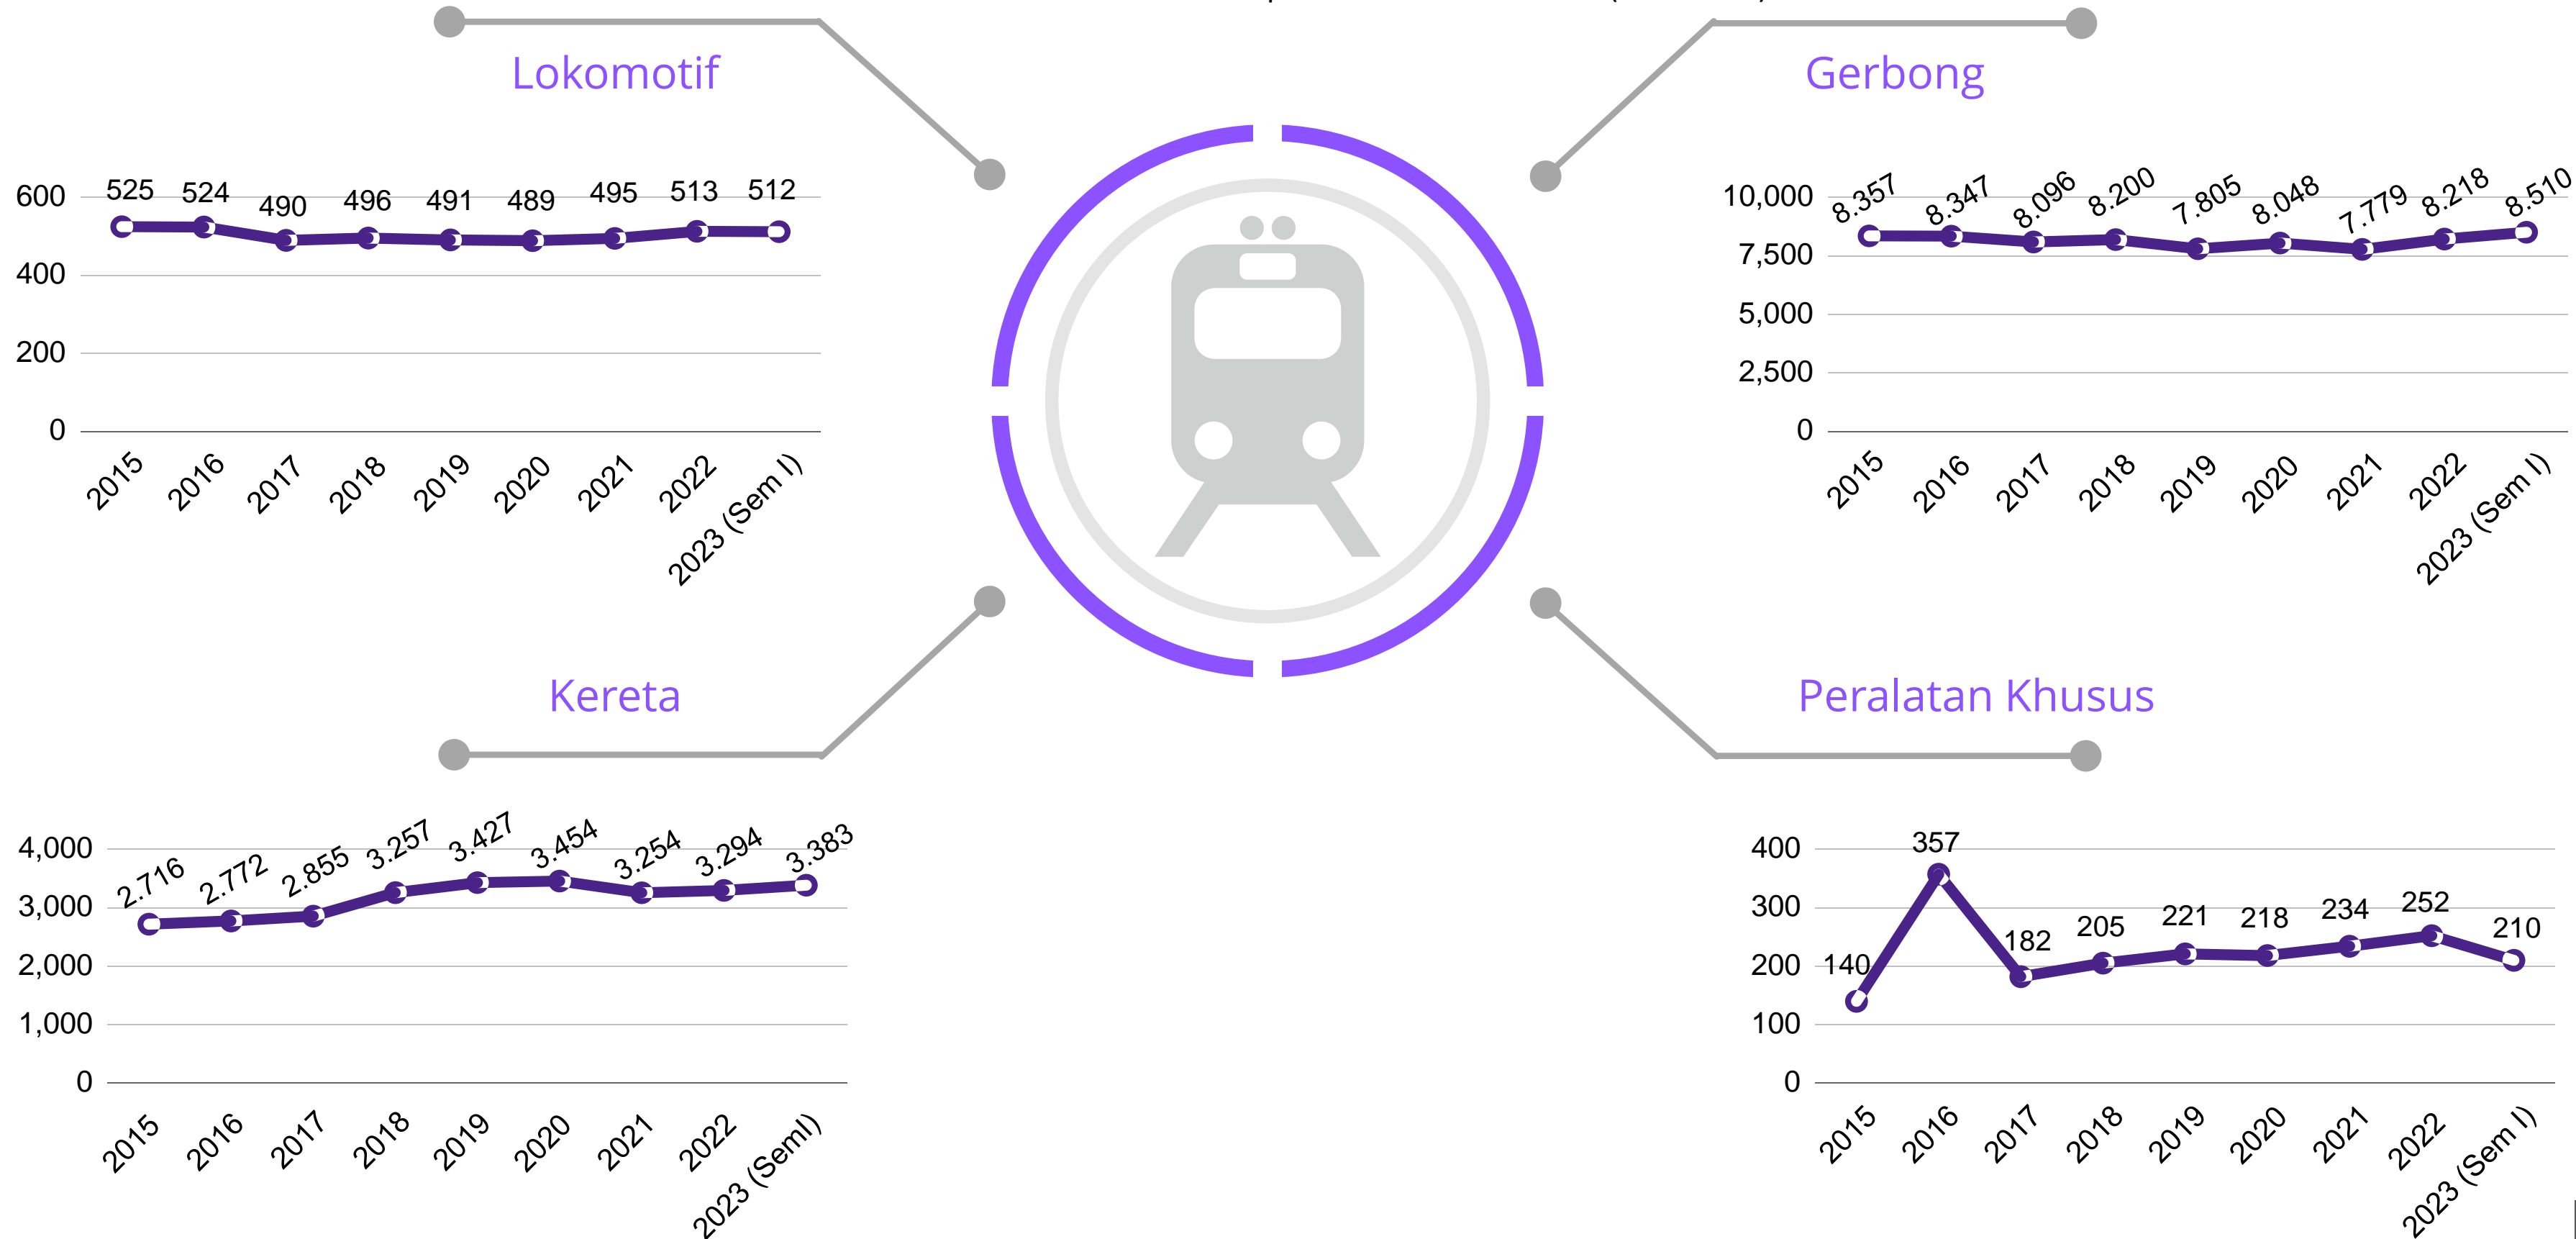 Lokomotif
600
400
200
0
525 524 490 496 491 489 495 513 512
2015 2016 2017 2018 2019 2020 2021 2022 2023 (Sem I)
Gerbong
10,000
7,500
5,000
2,500
0
8.357 8.347 8.096 8.200 7.805 8.048 7.779 8.218 8.510
2015 2016 2017 2018 2019 2020 2021 2022 2023 (Sem I)
Kereta
4,000
3,000
2,000
1,000
0
2.716 2.772 2.855 3.257 3.427 3.454 3.254 3.294 3.383
2015 2016 2017 2018 2019 2020 2021 2022 2023 (SemI)
Peralatan Khusus
400
300
200
100
0
140 357 182 205 221 218 234 252 210
2015 2016 2017 2018 2019 2020 2021 2022 2023 (Sem I)